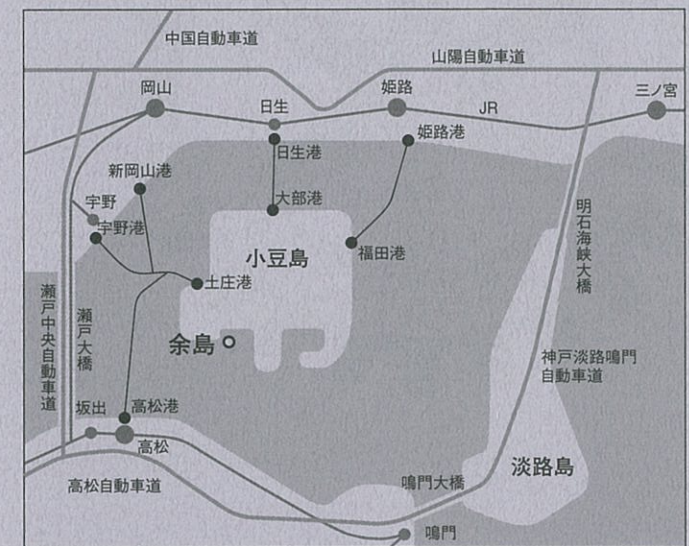 中国自動車道
山陽自動車道
岡山
日生
姫路
JR
三ノ宮
日生港
姫路港
新岡山港
宇野
宇野港
大部港
小豆島
福田港
土庄港
明石海峡大橋
瀬戸中央自動車道
瀬戸大橋
余島
神戸淡路鳴門
自動車道
坂出
高松港
高松
高松自動車道
鳴門大橋
淡路島
鳴門